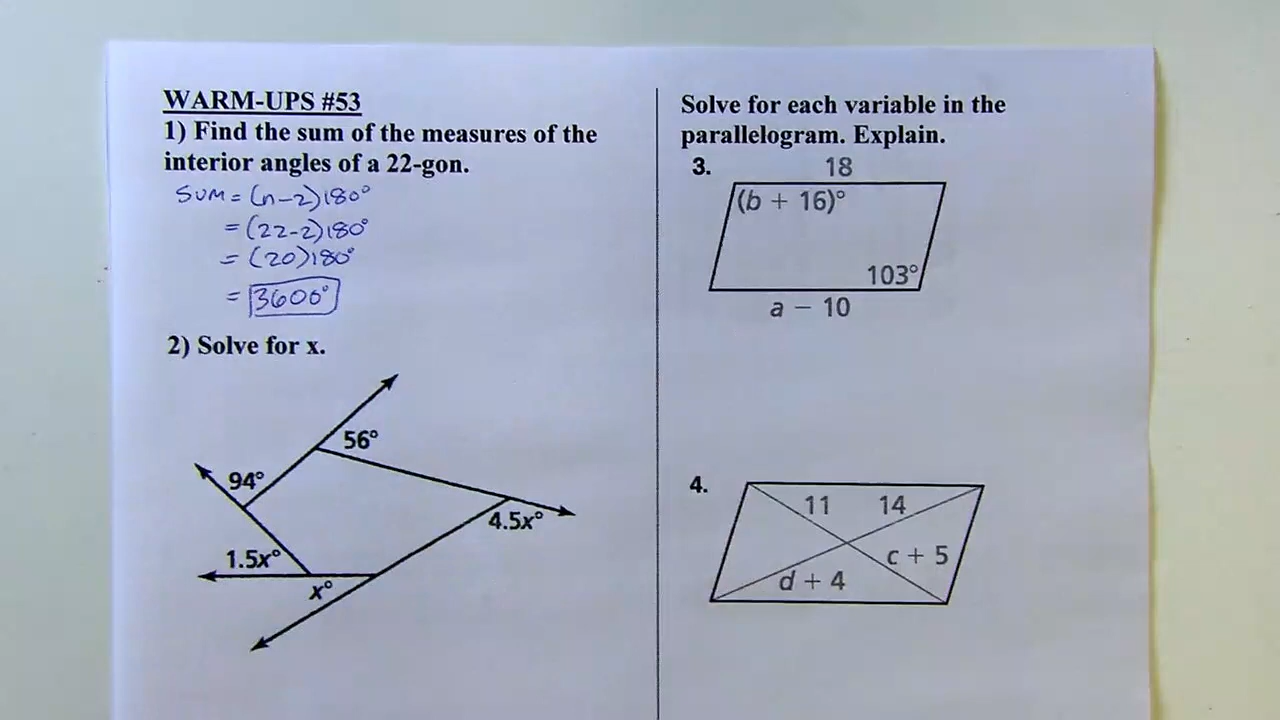 WARM-UPS #53
1) Find the sum of the measures of the
interior angles of a 22-gon.
SUM = (n-2)180°
= (22-2)180°
= (20)180°
= 3600°
2) Solve for x.
56°
94°
4.5x°
1.5x°
x°
Solve for each variable in the
parallelogram. Explain.
3.
18
(b + 16)°
103°
a − 10
4.
11
14
c + 5
d + 4